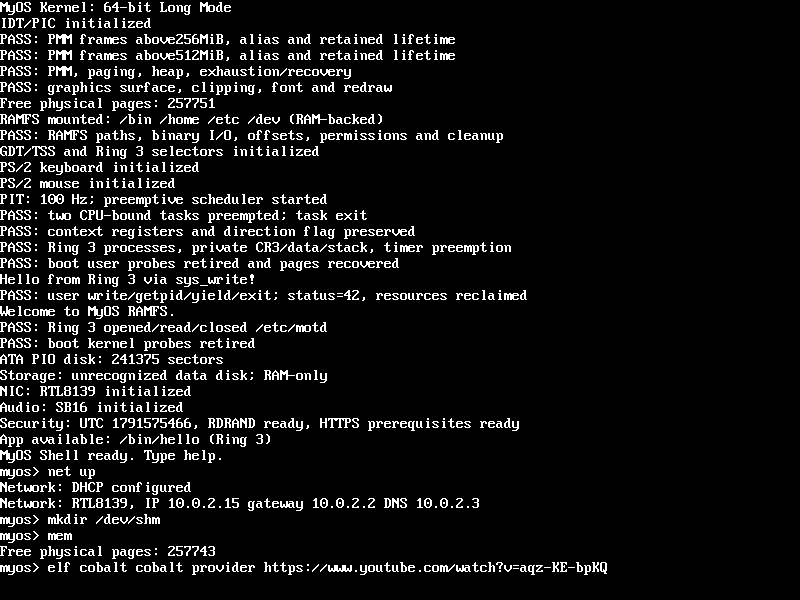 MyOS Kernel: 64-bit Long Mode
IDT/PIC initialized
PASS: PMM frames above256MiB, alias and retained lifetime
PASS: PMM frames above512MiB, alias and retained lifetime
PASS: PMM, paging, heap, exhaustion/recovery
PASS: graphics surface, clipping, font and redraw
Free physical pages: 257751
RAMFS mounted: /bin /home /etc /dev (RAM-backed)
PASS: RAMFS paths, binary I/O, offsets, permissions and cleanup
GDT/TSS and Ring 3 selectors initialized
PS/2 keyboard initialized
PS/2 mouse initialized
PIT: 100 Hz; preemptive scheduler started
PASS: two CPU-bound tasks preempted; task exit
PASS: context registers and direction flag preserved
PASS: Ring 3 processes, private CR3/data/stack, timer preemption
PASS: boot user probes retired and pages recovered
Hello from Ring 3 via sys_write!
PASS: user write/getpid/yield/exit; status=42, resources reclaimed
Welcome to MyOS RAMFS.
PASS: Ring 3 opened/read/closed /etc/motd
PASS: boot kernel probes retired
ATA PIO disk: 241375 sectors
Storage: unrecognized data disk; RAM-only
NIC: RTL8139 initialized
Audio: SB16 initialized
Security: UTC 1791575466, RDRAND ready, HTTPS prerequisites ready
App available: /bin/hello (Ring 3)
MyOS Shell ready. Type help.
myos> net up
Network: DHCP configured
Network: RTL8139, IP 10.0.2.15 gateway 10.0.2.2 DNS 10.0.2.3
myos> mkdir /dev/shm
myos> mem
Free physical pages: 257743
myos> elf cobalt cobalt provider https://www.youtube.com/watch?v=aqz-KE-bpKQ